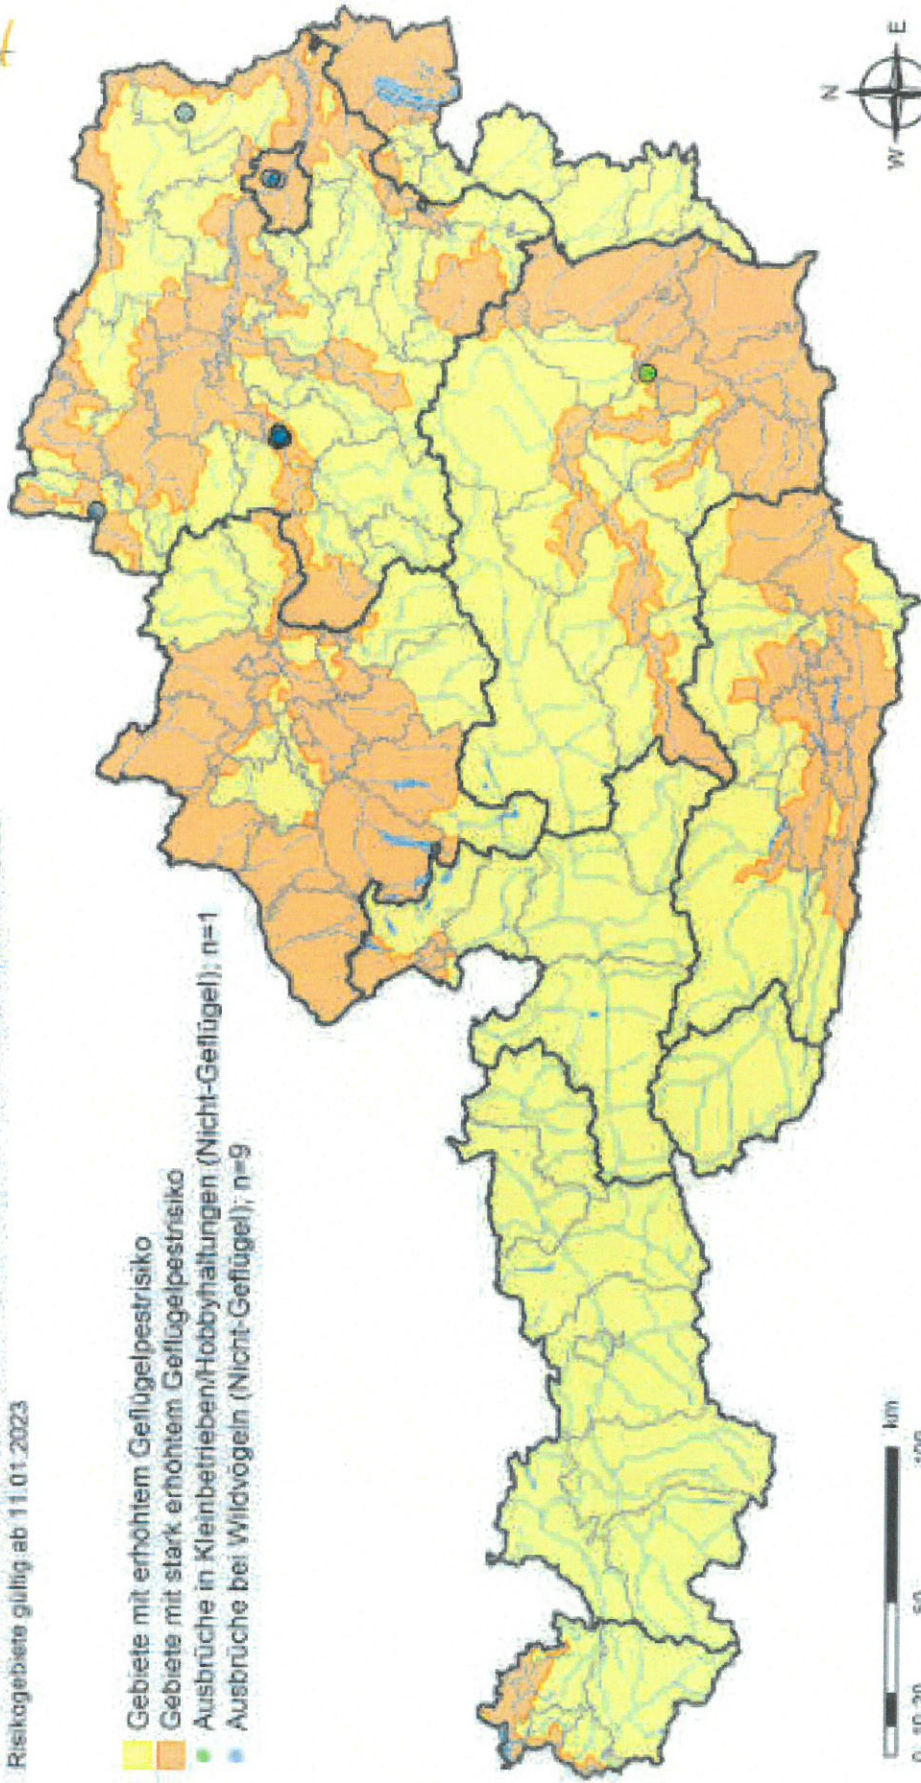 Risikogebiete gültig ab 11.01.2023
Gebiete mit erhöhtem Geflügelpestrisiko
Gebiete mit stark erhöhtem Geflügelpestrisiko
Ausbrüche in Kleinbetrieben/Hobbyhaltungen (Nicht-Geflügel); n=1
Ausbrüche bei Wildvögeln (Nicht-Geflügel); n=9
N
W
E
km